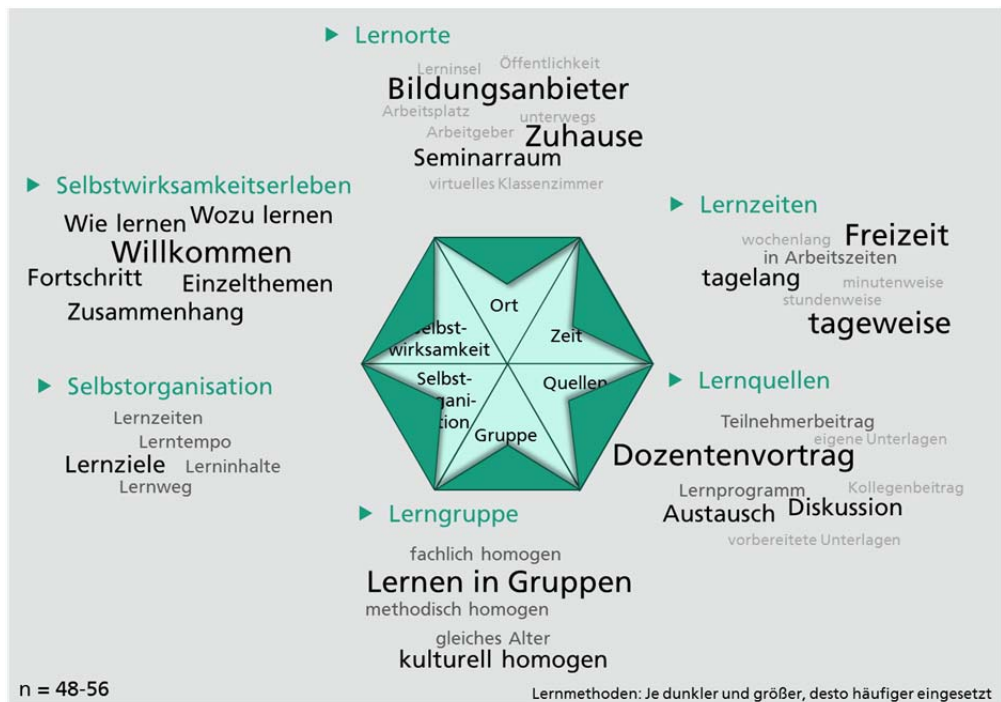 ► Lernorte
Lerninsel Öffentlichkeit
Bildungsanbieter
Arbeitsplatz unterwegs
Arbeitgeber Zuhause
Seminarraum
virtuelles Klassenzimmer
► Selbstwirksamkeitserleben
Wie lernen Wozu lernen
Willkommen
Fortschritt Einzelthemen
Zusammenhang
► Lernzeiten
wochenlang Freizeit
in Arbeitszeiten
tagelang minutenweise
stundenweise
tageweise
Ort
Selbst-
wirksamkeit
Zeit
Selbst-
organi-
sation
Quellen
Gruppe
► Selbstorganisation
Lernzeiten
Lerntempo
Lernziele Lerninhalte
Lernweg
► Lernquellen
Teilnehmerbeitrag
eigene Unterlagen
Dozentenvortrag
Lernprogramm Kollegenbeitrag
Austausch Diskussion
vorbereitete Unterlagen
► Lerngruppe
fachlich homogen
Lernen in Gruppen
methodisch homogen
gleiches Alter
kulturell homogen
n = 48-56
Lernmethoden: Je dunkler und größer, desto häufiger eingesetzt